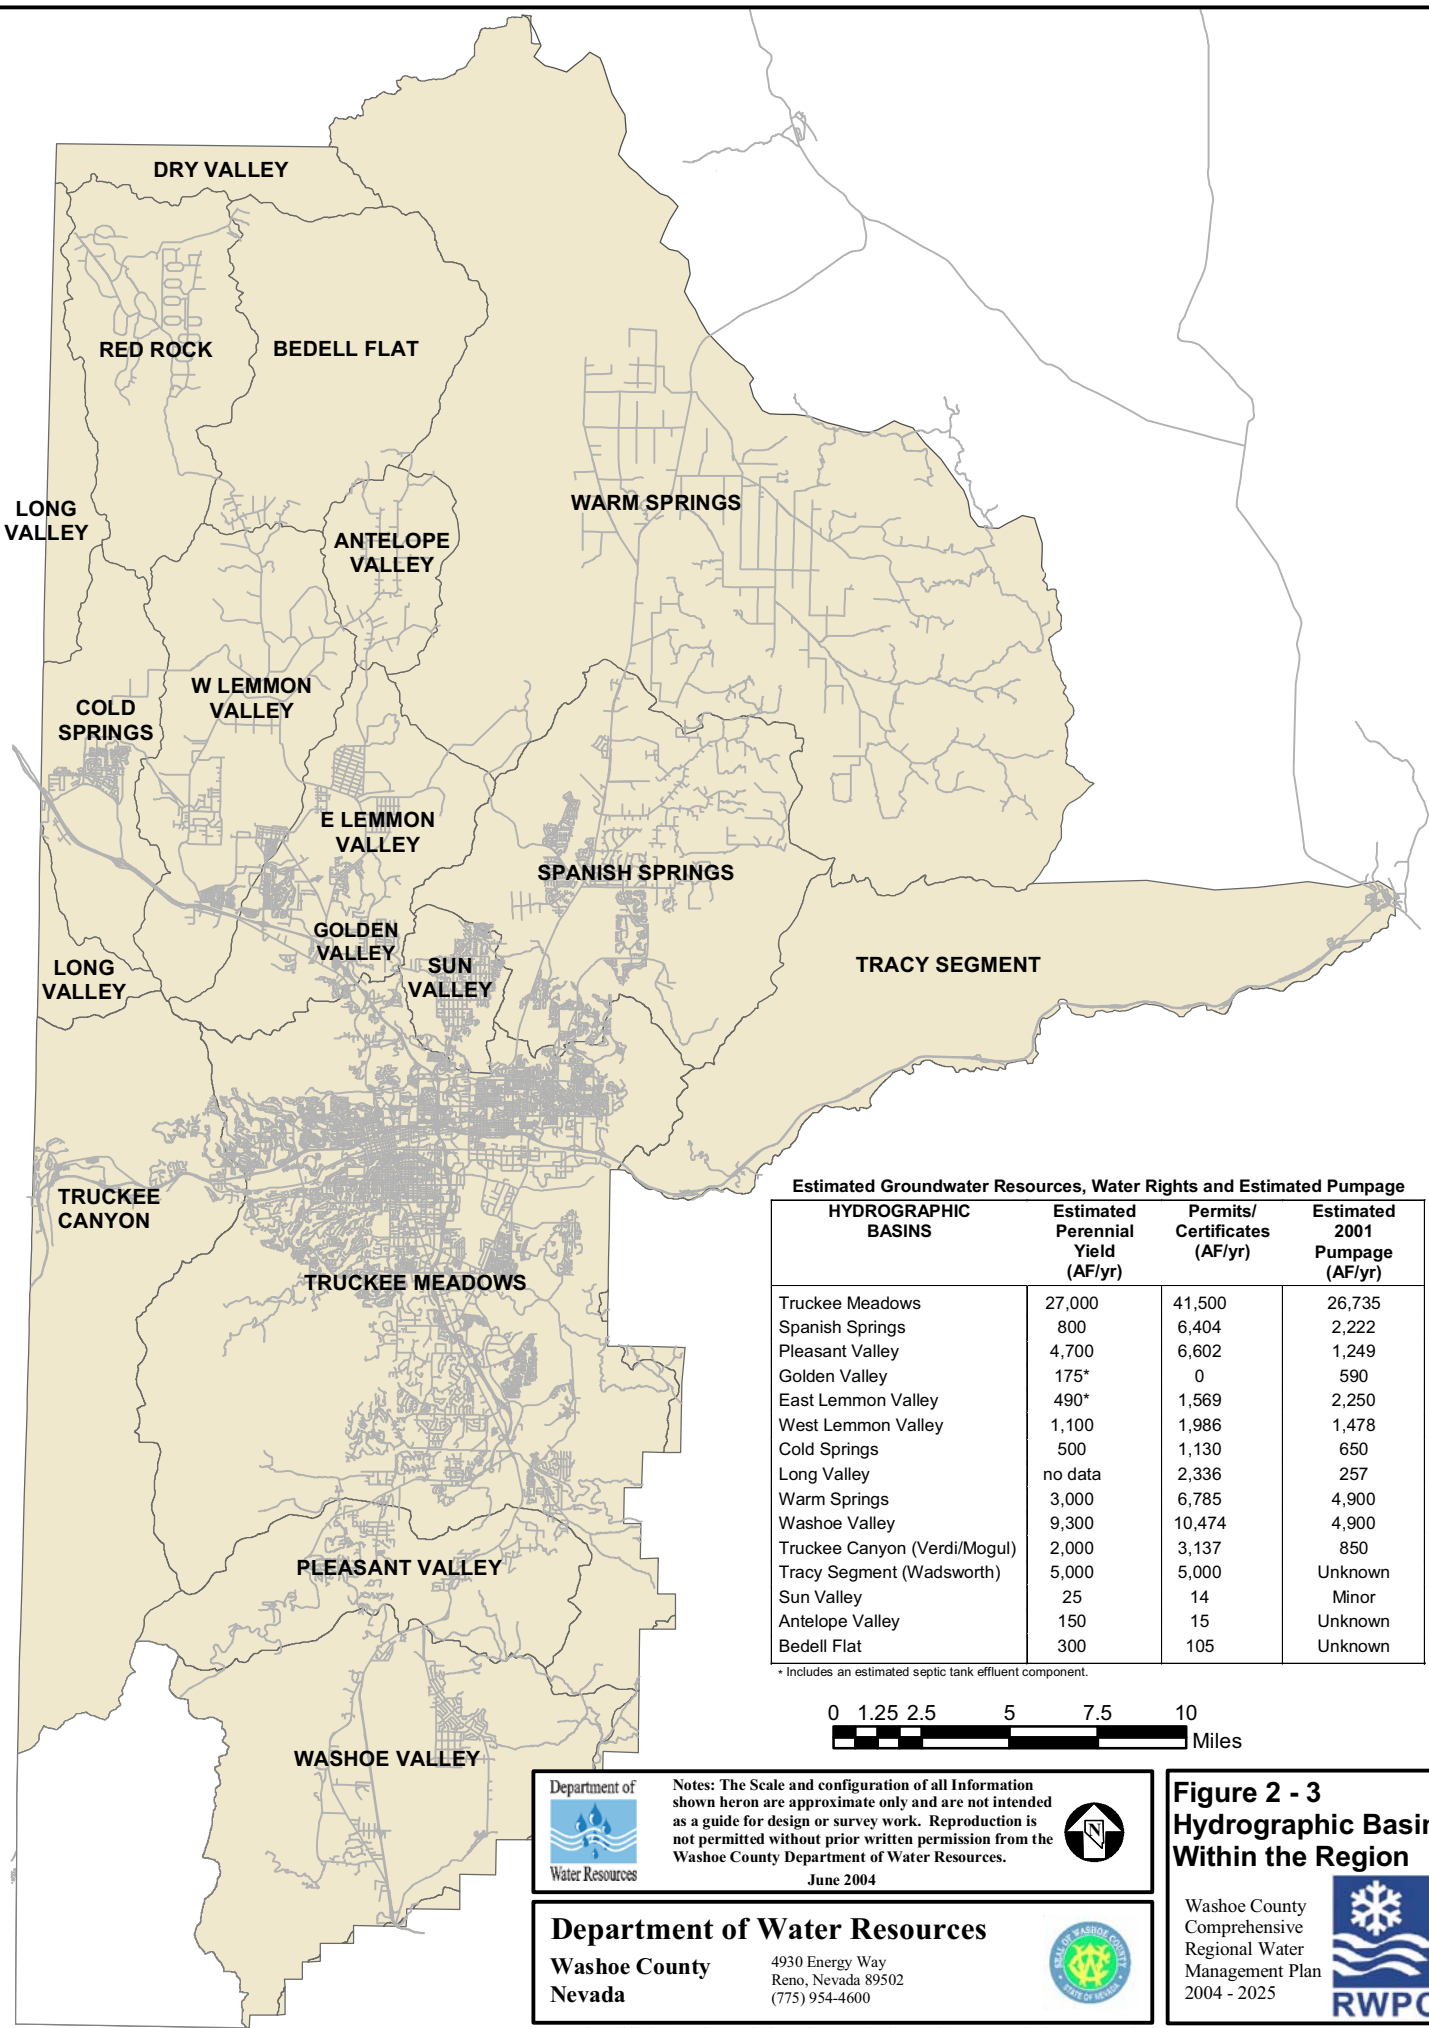 DRY VALLEY
RED ROCK
BEDELL FLAT
LONG
VALLEY
ANTELOPE
VALLEY
WARM SPRINGS
W LEMMON
VALLEY
COLD
SPRINGS
E LEMMON
VALLEY
SPANISH SPRINGS
GOLDEN
VALLEY
SUN
VALLEY
LONG
VALLEY
TRACY SEGMENT
TRUCKEE
CANYON
TRUCKEE MEADOWS
PLEASANT VALLEY
WASHOE VALLEY
Estimated Groundwater Resources, Water Rights and Estimated Pumpage
HYDROGRAPHIC BASINS Estimated Perennial Yield (AF/yr) Permits/ Certificates (AF/yr) Estimated 2001 Pumpage (AF/yr)
Truckee Meadows 27,000 41,500 26,735
Spanish Springs 800 6,404 2,222
Pleasant Valley 4,700 6,602 1,249
Golden Valley 175* 0 590
East Lemmon Valley 490* 1,569 2,250
West Lemmon Valley 1,100 1,986 1,478
Cold Springs 500 1,130 650
Long Valley no data 2,336 257
Warm Springs 3,000 6,785 4,900
Washoe Valley 9,300 10,474 4,900
Truckee Canyon (Verdi/Mogul) 2,000 3,137 850
Tracy Segment (Wadsworth) 5,000 5,000 Unknown
Sun Valley 25 14 Minor
Antelope Valley 150 15 Unknown
Bedell Flat 300 105 Unknown
* Includes an estimated septic tank effluent component.
0 1.25 2.5 5 7.5 10
Miles
Department of
Water Resources
Notes: The Scale and configuration of all Information
shown heron are approximate only and are not intended
as a guide for design or survey work. Reproduction is
not permitted without prior written permission from the
Washoe County Department of Water Resources.
June 2004
N
Department of Water Resources
Washoe County
Nevada
4930 Energy Way
Reno, Nevada 89502
(775) 954-4600
SEAL OF WASHOE COUNTY
STATE OF NEVADA
Figure 2 - 3
Hydrographic Basin
Within the Region
Washoe County
Comprehensive
Regional Water
Management Plan
2004 - 2025
RWPC